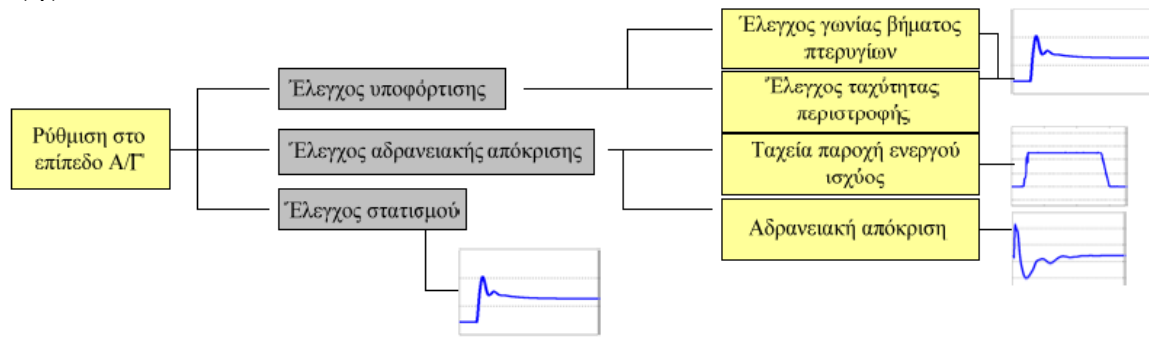 Ρύθμιση στο
επίπεδο Α/Γ
Έλεγχος υποφόρτισης
Έλεγχος αδρανειακής απόκρισης
Έλεγχος στατισμού
Έλεγχος γωνίας βήματος
πτερυγίων
Έλεγχος ταχύτητας
περιστροφής
Ταχεία παροχή ενεργού
ισχύος
Αδρανειακή απόκριση